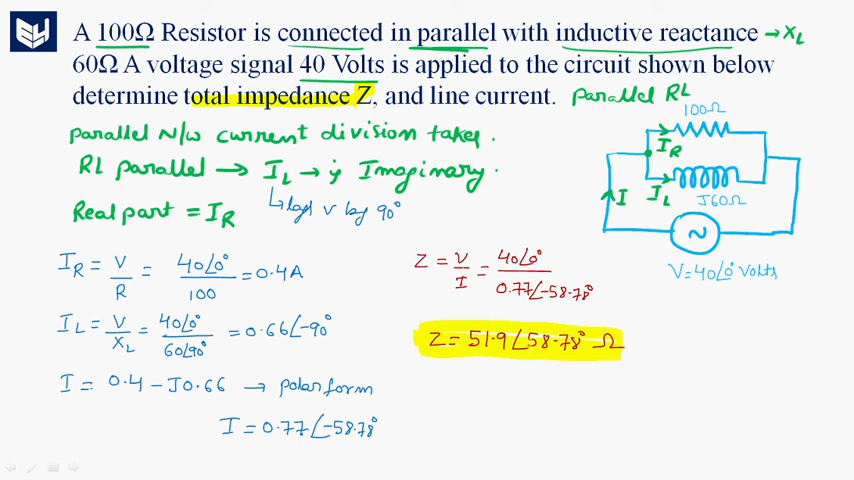 A 100Ω Resistor is connected in parallel with inductive reactance → XL
60Ω A voltage signal 40 Volts is applied to the circuit shown below
determine total impedance Z, and line current. parallel RL
100Ω
parallel N/w current division takes.
IR
RL parallel → IL → is Imaginary.
I IL J60Ω
↳ lags V by 90°
Real part = IR
V=40∠0° Volts
IR = V/R = 40∠0°/100 = 0.4A
Z = V/I = 40∠0°/0.77∠-58.78°
IL = V/XL = 40∠0°/60∠90° = 0.66∠-90°
Z = 51.9∠58.78° Ω
I = 0.4 - J0.66 → polar form
I = 0.77∠-58.78°